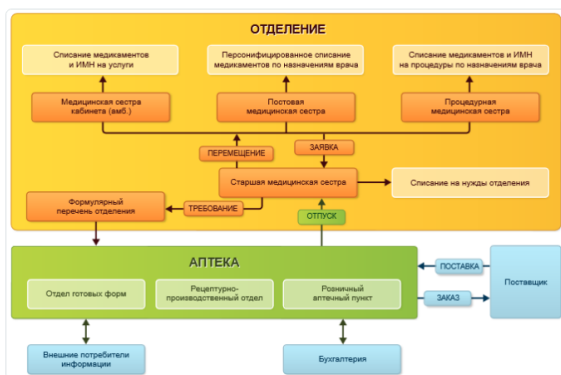 ОТДЕЛЕНИЕ
Списание медикаментов
и ИМН на услуги
Персонифицированное списание
медикаментов по назначениям врача
Списание медикаментов и ИМН
на процедуры по назначениям врача
Медицинская сестра
кабинета (амб.)
Постовая
медицинская сестра
Процедурная
медицинская сестра
ПЕРЕМЕЩЕНИЕ
ЗАЯВКА
Старшая медицинская сестра
Списание на нужды отделения
Формулярный
перечень отделения
ТРЕБОВАНИЕ
ОТПУСК
АПТЕКА
Отдел готовых форм
Рецептурно-
производственный отдел
Розничный
аптечный пункт
ПОСТАВКА
ЗАКАЗ
Поставщик
Внешние потребители
информации
Бухгалтерия